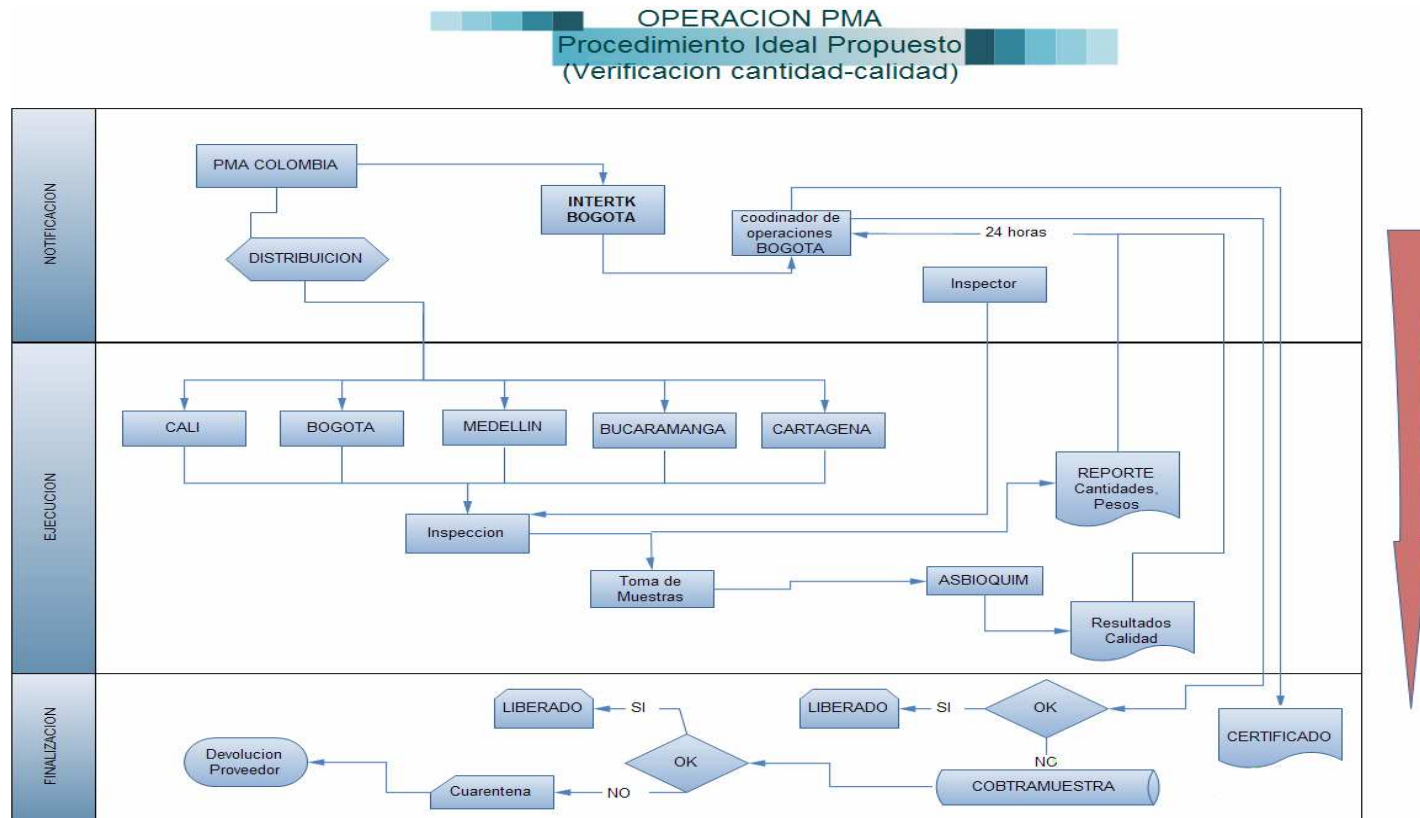 OPERACION PMA
Procedimiento Ideal Propuesto
(Verificacion cantidad-calidad)
NOTIFICACION
PMA COLOMBIA
INTERTK
BOGOTA
coodinador de
operaciones
BOGOTA
24 horas
DISTRIBUICION
Inspector
EJECUCION
CALI
BOGOTA
MEDELLIN
BUCARAMANGA
CARTAGENA
REPORTE
Cantidades,
Pesos
Inspeccion
Toma de
Muestras
ASBIOQUIM
Resultados
Calidad
FINALIZACION
LIBERADO
SI
OK
LIBERADO
SI
OK
NO
CERTIFICADO
Devolucion
Proveedor
Cuarentena
NO
COBTRAMUESTRA